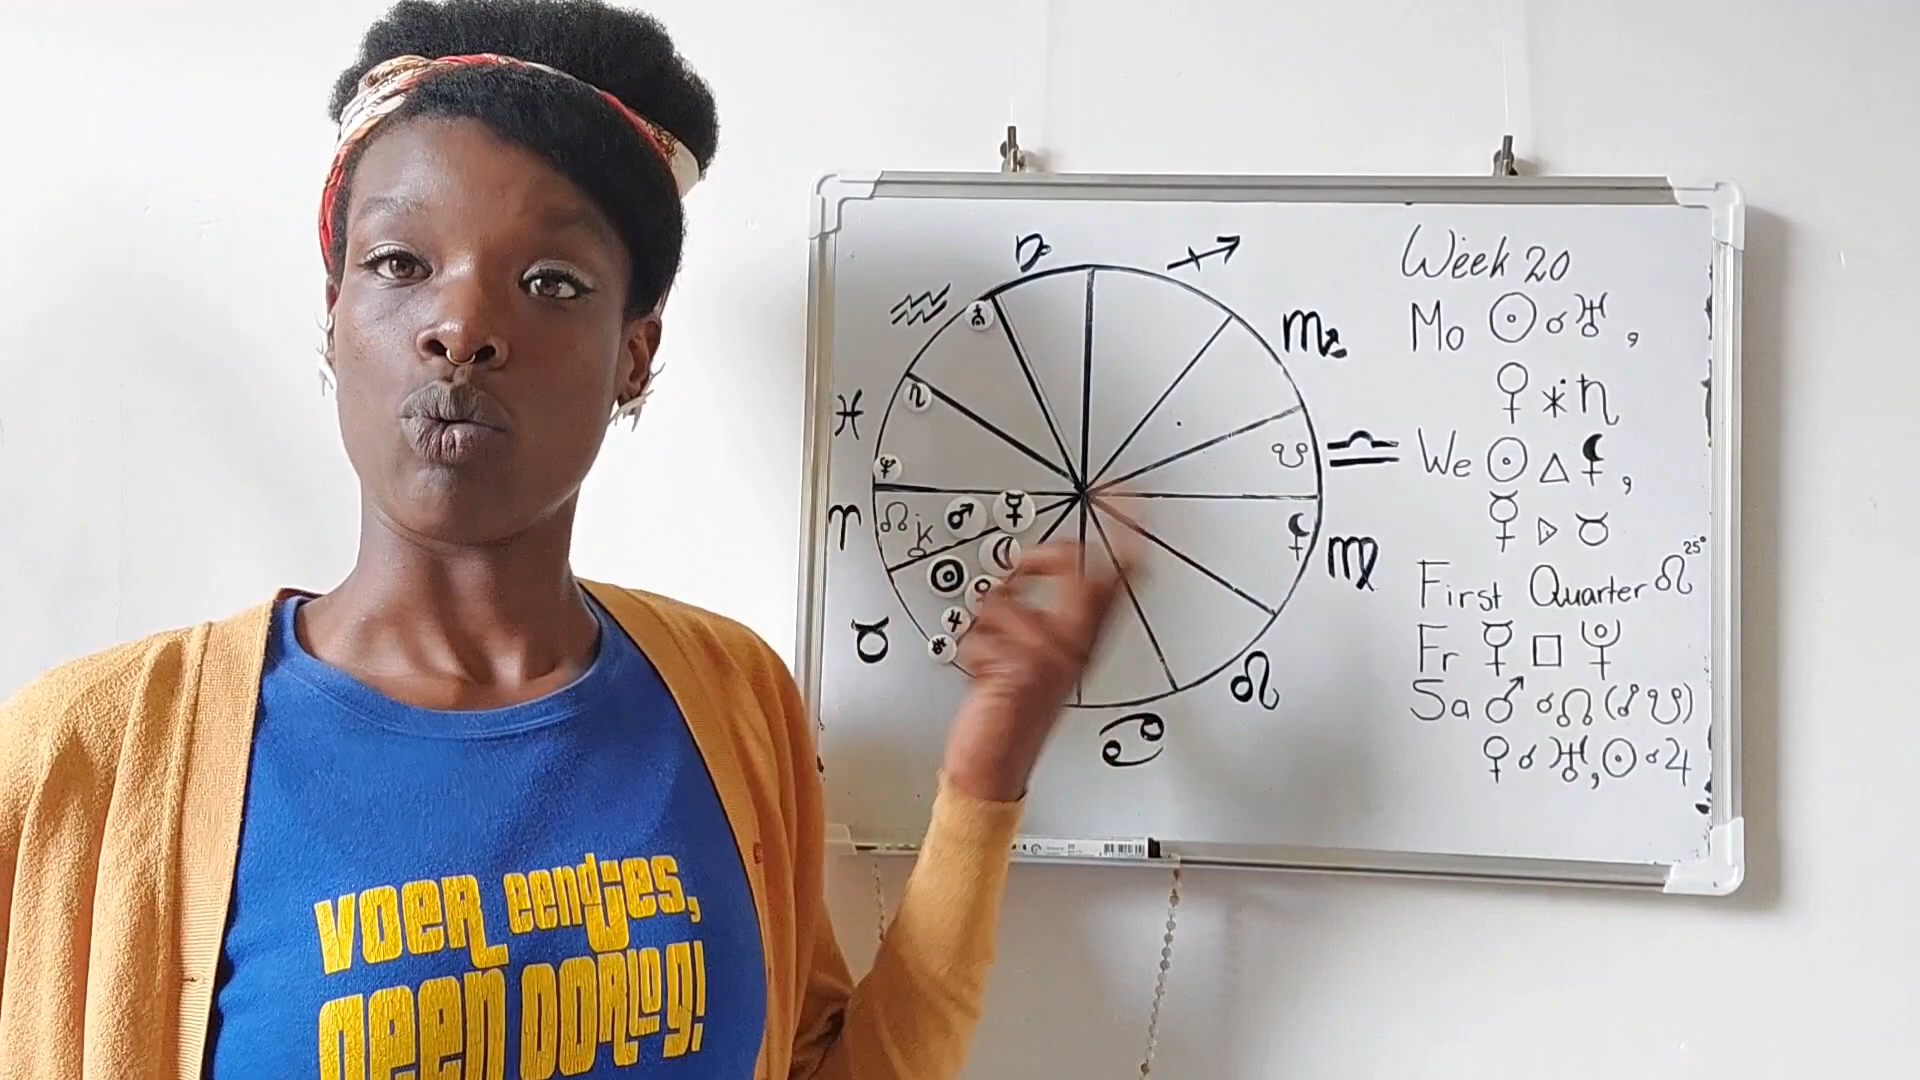 VOER eendjes,
geen OORLOG!
♑ ♐
♒ ♏
♓ ♎
♈ ♍
♉ ♌
♋
♄
♆ ☋
☊ ⚷ ♂ ☿ ⚸
☉ ☽
♀
♃
♅
Week 20
Mo ☉ ☌ ♅,
♀ ⚹ ♄
We ☉ △ ⚸,
☿ ▷ ♉
First Quarter ♌ 25°
Fr ☿ □ ♇
Sa ♂ ☌ ☊ (☍ ☋)
♀ ☌ ♅, ☉ ☌ ♃